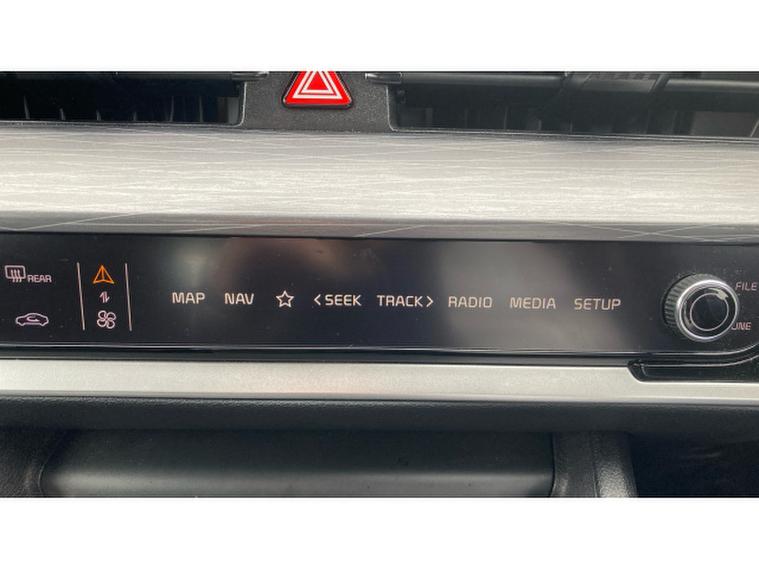 REAR
MAP NAV <SEEK TRACK> RADIO MEDIA SETUP
FILE